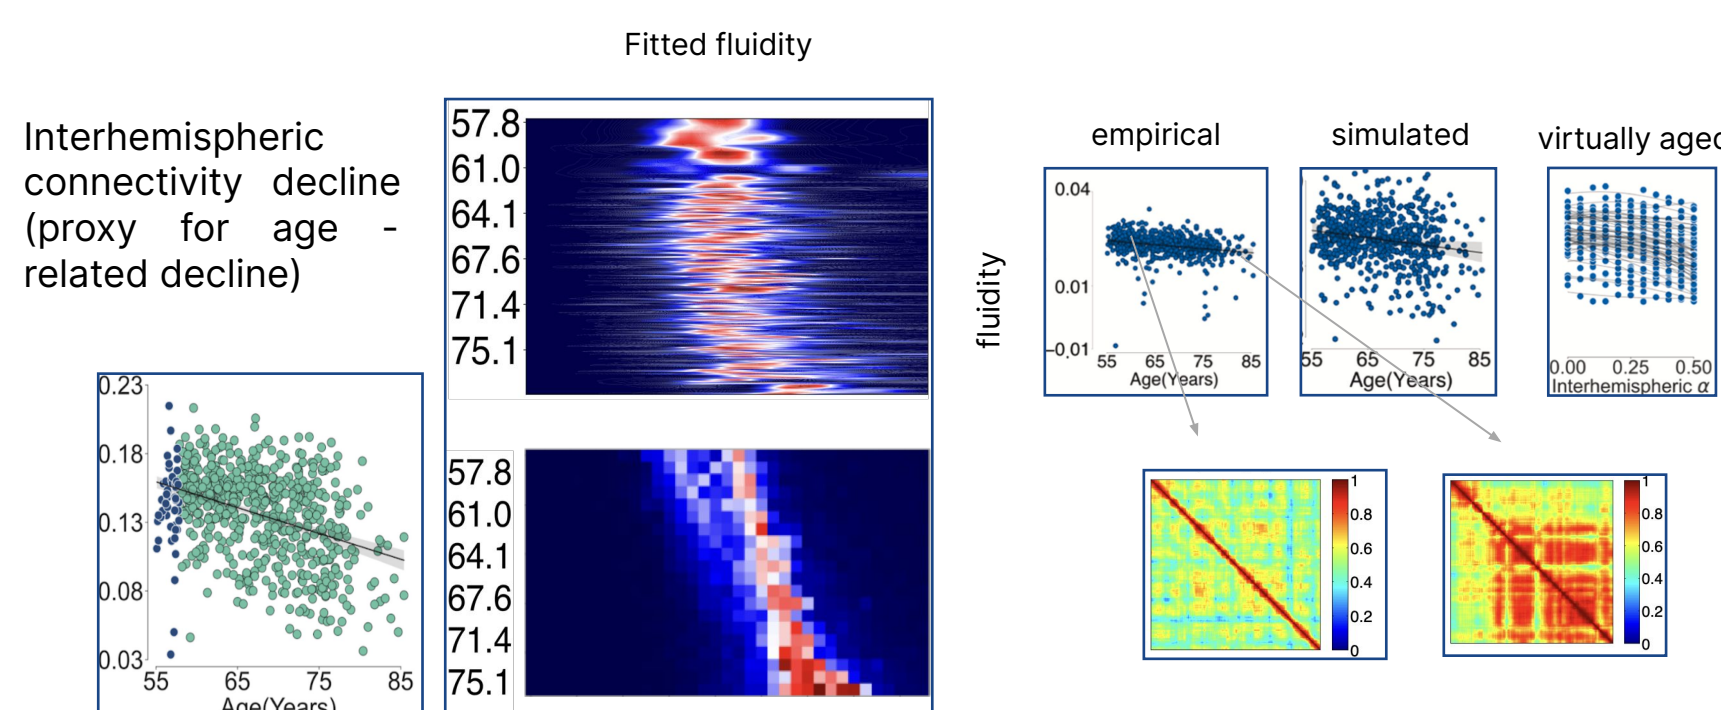 Fitted fluidity
Interhemispheric
connectivity decline
(proxy for age -
related decline)
0.23
0.18
0.13
0.08
0.03
55 65 75 85
Age(Years)
57.8
61.0
64.1
67.6
71.4
75.1
57.8
61.0
64.1
67.6
71.4
75.1
empirical simulated virtually aged
fluidity
0.04
0.01
-0.01
55 65 75 85
Age(Years)
55 65 75 85
Age(Years)
0.00 0.25 0.50
Interhemispheric α
1
0.8
0.6
0.4
0.2
0
1
0.8
0.6
0.4
0.2
0